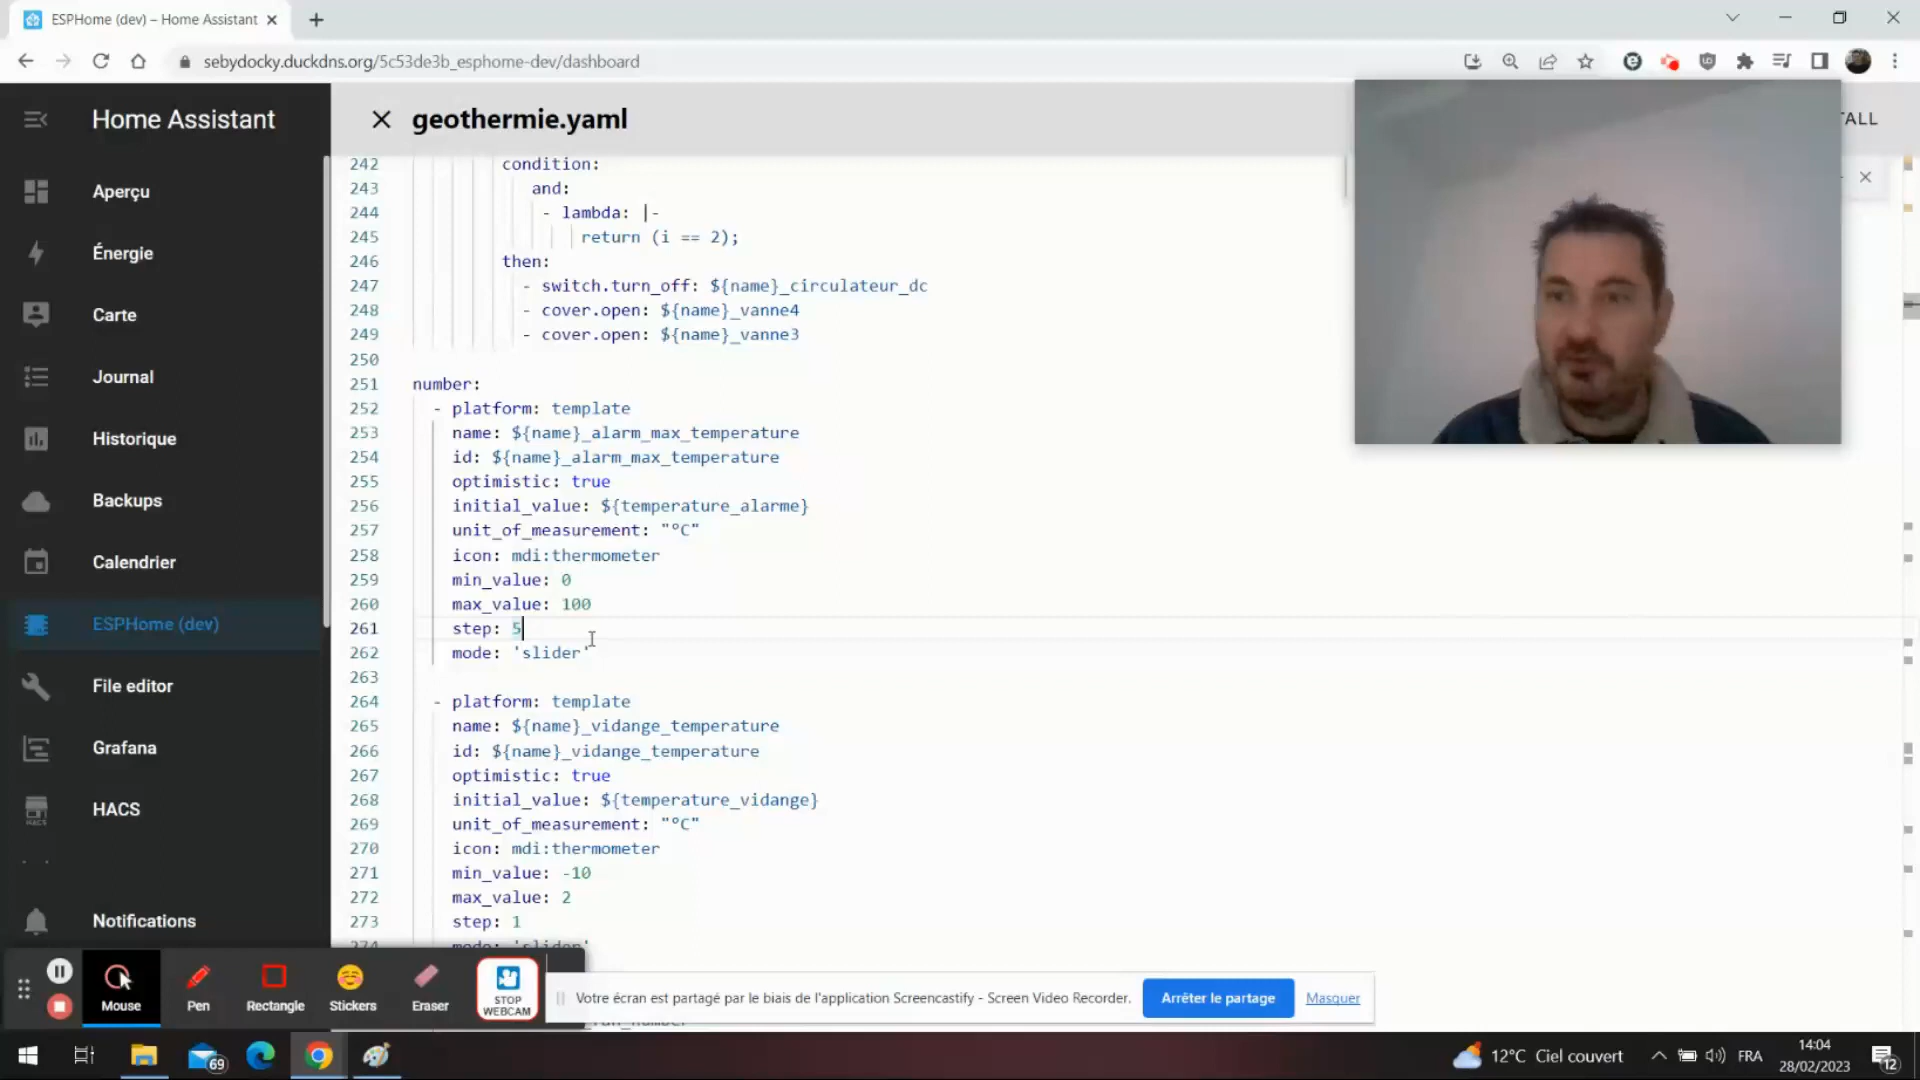 ESPHome (dev) – Home Assistant
sebydocky.duckdns.org/5c53de3b_esphome-dev/dashboard
Home Assistant
geothermie.yaml
TALL
Aperçu
Énergie
Carte
Journal
Historique
Backups
Calendrier
ESPHome (dev)
File editor
Grafana
HACS
HACS
Notifications
242 condition:
243 and:
244 - lambda: |-
245 return (i == 2);
246 then:
247 - switch.turn_off: ${name}_circulateur_dc
248 - cover.open: ${name}_vanne4
249 - cover.open: ${name}_vanne3
250
251 number:
252 - platform: template
253 name: ${name}_alarm_max_temperature
254 id: ${name}_alarm_max_temperature
255 optimistic: true
256 initial_value: ${temperature_alarme}
257 unit_of_measurement: "°C"
258 icon: mdi:thermometer
259 min_value: 0
260 max_value: 100
261 step: 5
262 mode: 'slider'
263
264 - platform: template
265 name: ${name}_vidange_temperature
266 id: ${name}_vidange_temperature
267 optimistic: true
268 initial_value: ${temperature_vidange}
269 unit_of_measurement: "°C"
270 icon: mdi:thermometer
271 min_value: -10
272 max_value: 2
273 step: 1
274 mode: 'slider'
Mouse
Pen
Rectangle
Stickers
Eraser
STOP
WEBCAM
Votre écran est partagé par le biais de l'application Screencastify - Screen Video Recorder.
Arrêter le partage
Masquer
69
12°C Ciel couvert
FRA
14:04
28/02/2023
12